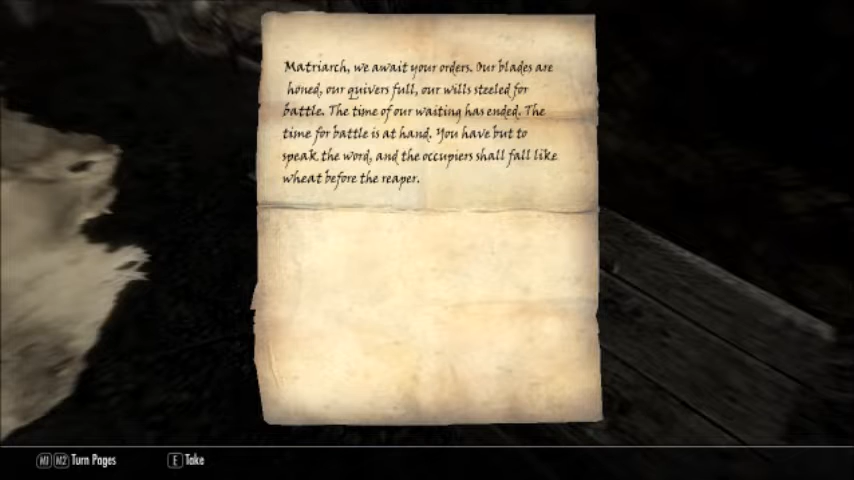 Matriarch, we await your orders. Our blades are
honed, our quivers full, our wills steeled for
battle. The time of our waiting has ended. The
time for battle is at hand. You have but to
speak the word, and the occupiers shall fall like
wheat before the reaper.
M1 M2 Turn Pages E Take